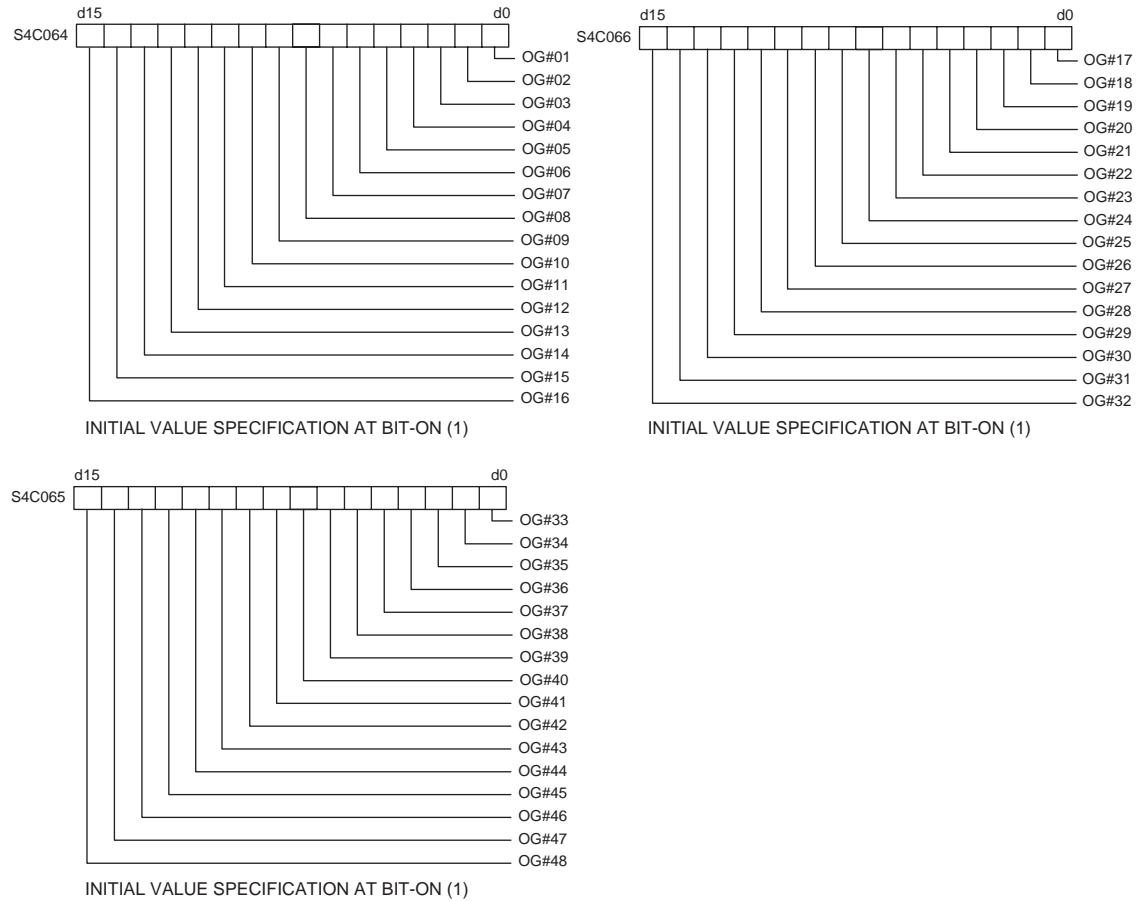 d15 d0
S4C064
OG#01
OG#02
OG#03
OG#04
OG#05
OG#06
OG#07
OG#08
OG#09
OG#10
OG#11
OG#12
OG#13
OG#14
OG#15
OG#16
INITIAL VALUE SPECIFICATION AT BIT-ON (1)
d15 d0
S4C066
OG#17
OG#18
OG#19
OG#20
OG#21
OG#22
OG#23
OG#24
OG#25
OG#26
OG#27
OG#28
OG#29
OG#30
OG#31
OG#32
INITIAL VALUE SPECIFICATION AT BIT-ON (1)
d15 d0
S4C065
OG#33
OG#34
OG#35
OG#36
OG#37
OG#38
OG#39
OG#40
OG#41
OG#42
OG#43
OG#44
OG#45
OG#46
OG#47
OG#48
INITIAL VALUE SPECIFICATION AT BIT-ON (1)